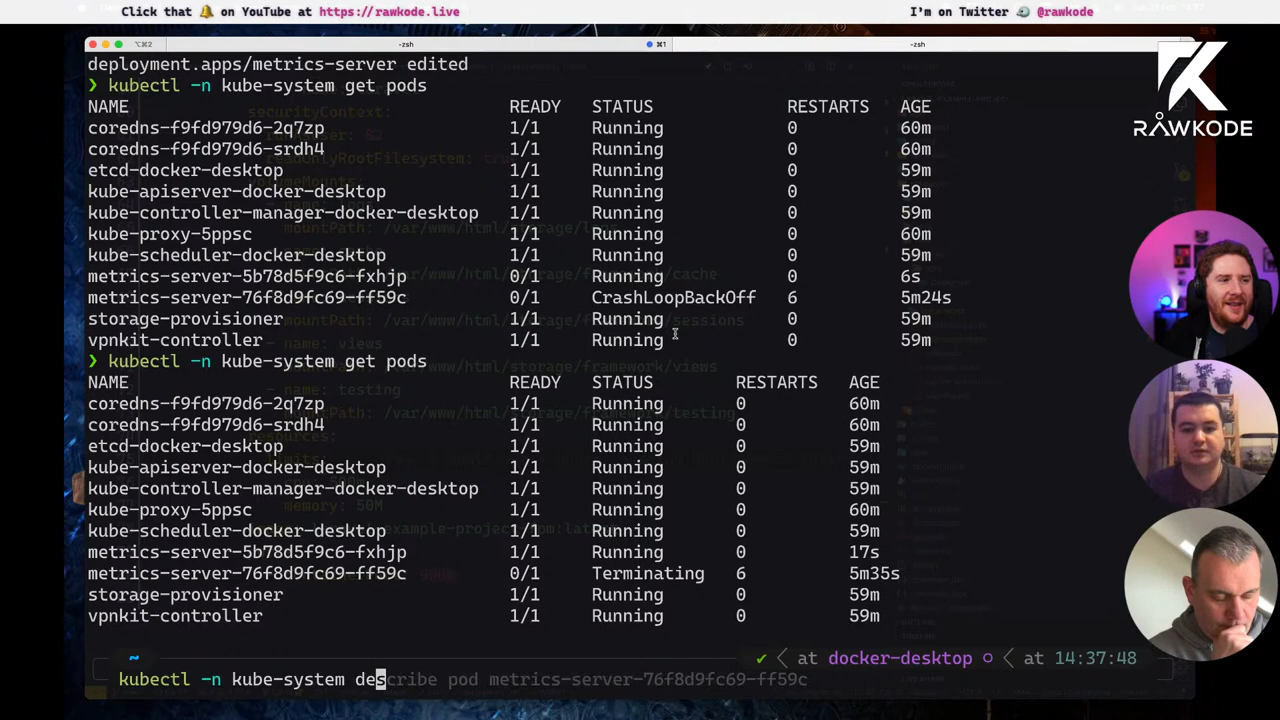 Click that 🔔 on YouTube at https://rawkode.live
I'm on Twitter @rawkode
⌥⌘2
-zsh
⌘1
-zsh
RAWKODE
deployment.apps/metrics-server edited
❯ kubectl -n kube-system get pods
NAME READY STATUS RESTARTS AGE
coredns-f9fd979d6-2q7zp 1/1 Running 0 60m
coredns-f9fd979d6-srdh4 1/1 Running 0 60m
etcd-docker-desktop 1/1 Running 0 59m
kube-apiserver-docker-desktop 1/1 Running 0 59m
kube-controller-manager-docker-desktop 1/1 Running 0 59m
kube-proxy-5ppsc 1/1 Running 0 60m
kube-scheduler-docker-desktop 1/1 Running 0 59m
metrics-server-5b78d5f9c6-fxhjp 0/1 Running 0 6s
metrics-server-76f8d9fc69-ff59c 0/1 CrashLoopBackOff 6 5m24s
storage-provisioner 1/1 Running 0 59m
vpnkit-controller 1/1 Running 0 59m
❯ kubectl -n kube-system get pods
NAME READY STATUS RESTARTS AGE
coredns-f9fd979d6-2q7zp 1/1 Running 0 60m
coredns-f9fd979d6-srdh4 1/1 Running 0 60m
etcd-docker-desktop 1/1 Running 0 59m
kube-apiserver-docker-desktop 1/1 Running 0 59m
kube-controller-manager-docker-desktop 1/1 Running 0 59m
kube-proxy-5ppsc 1/1 Running 0 60m
kube-scheduler-docker-desktop 1/1 Running 0 59m
metrics-server-5b78d5f9c6-fxhjp 1/1 Running 0 17s
metrics-server-76f8d9fc69-ff59c 0/1 Terminating 6 5m35s
storage-provisioner 1/1 Running 0 59m
vpnkit-controller 1/1 Running 0 59m
~ ✔ at docker-desktop at 14:37:48
kubectl -n kube-system describe pod metrics-server-76f8d9fc69-ff59c